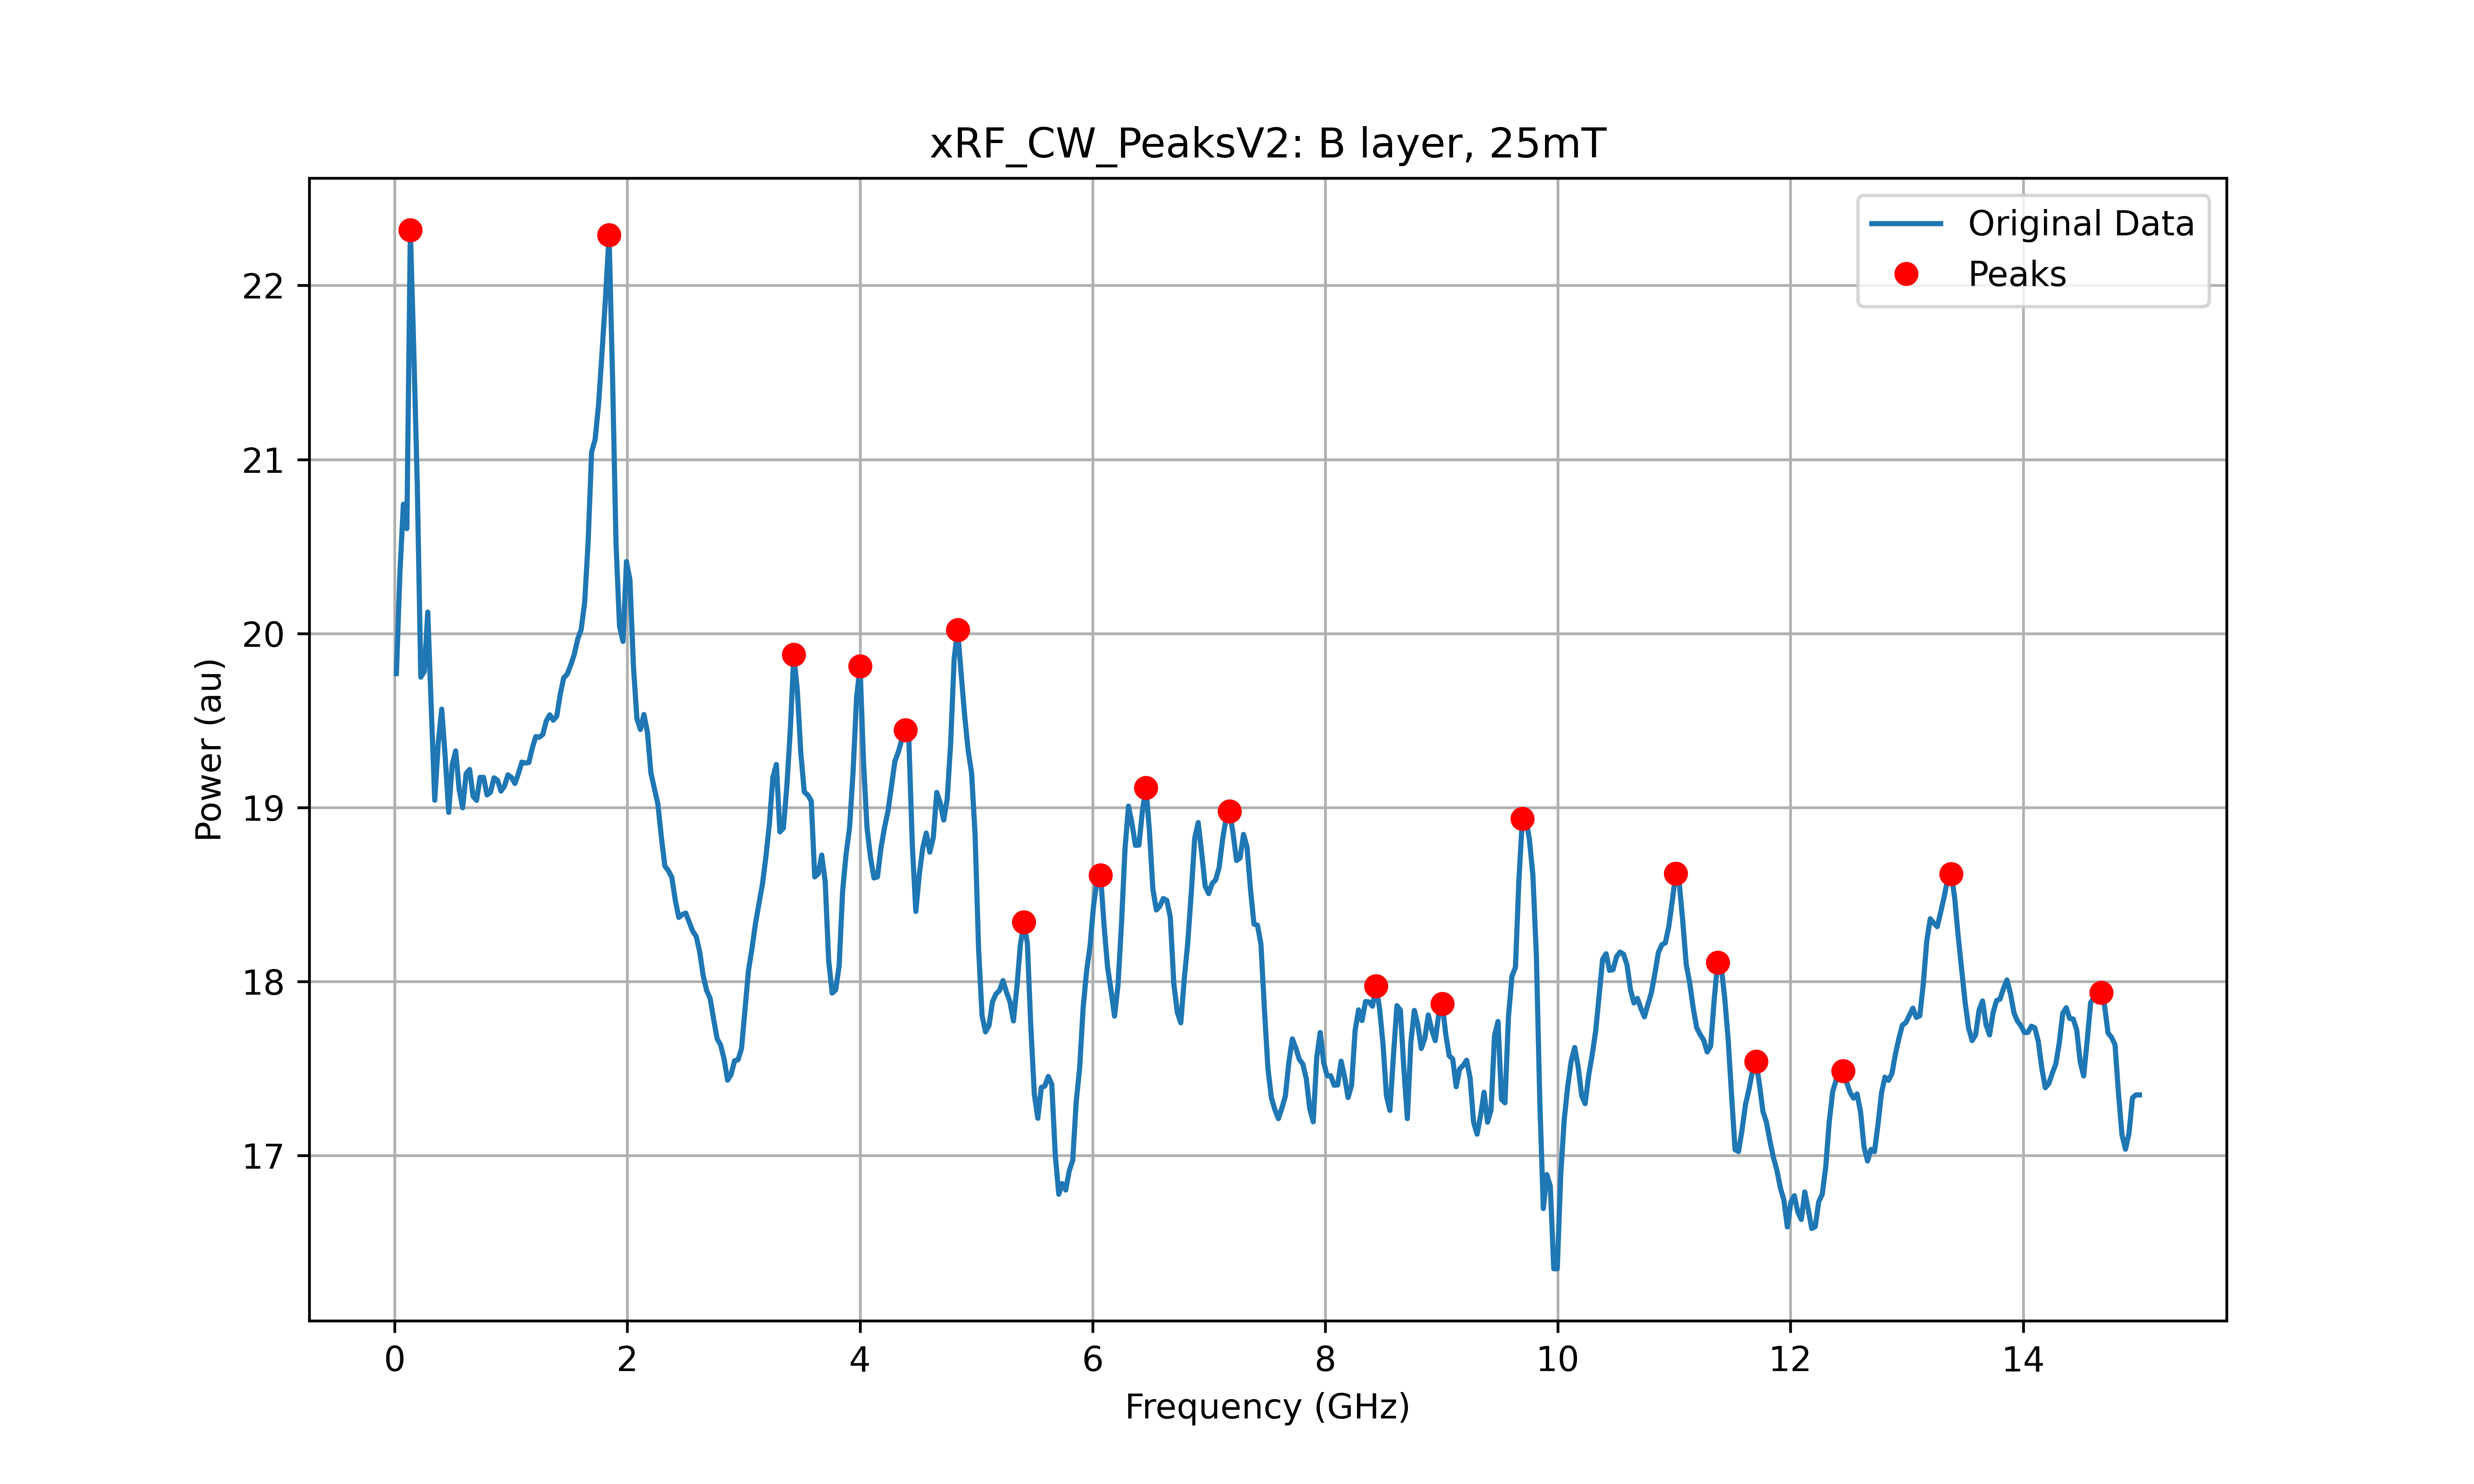 xRF_CW_PeaksV2: B layer, 25mT
Original Data
Peaks
22
21
20
19
18
17
Power (au)
0 2 4 6 8 10 12 14
Frequency (GHz)